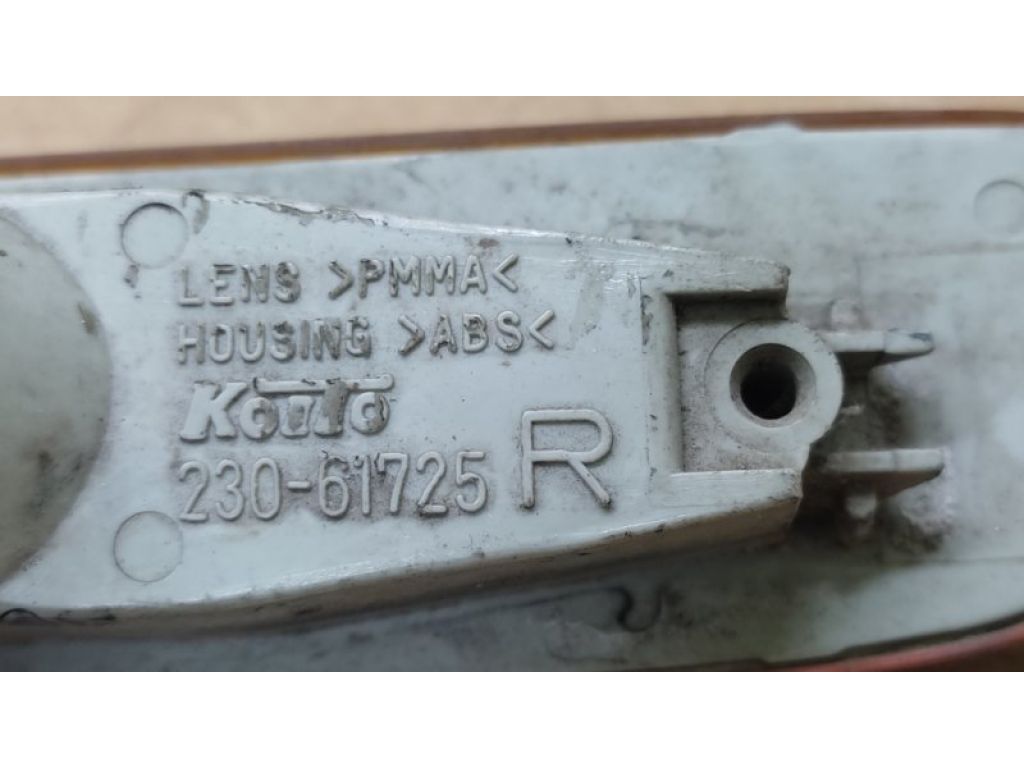 LENS >PMMA<
HOUSING >ABS<
Koito
230-61725 R